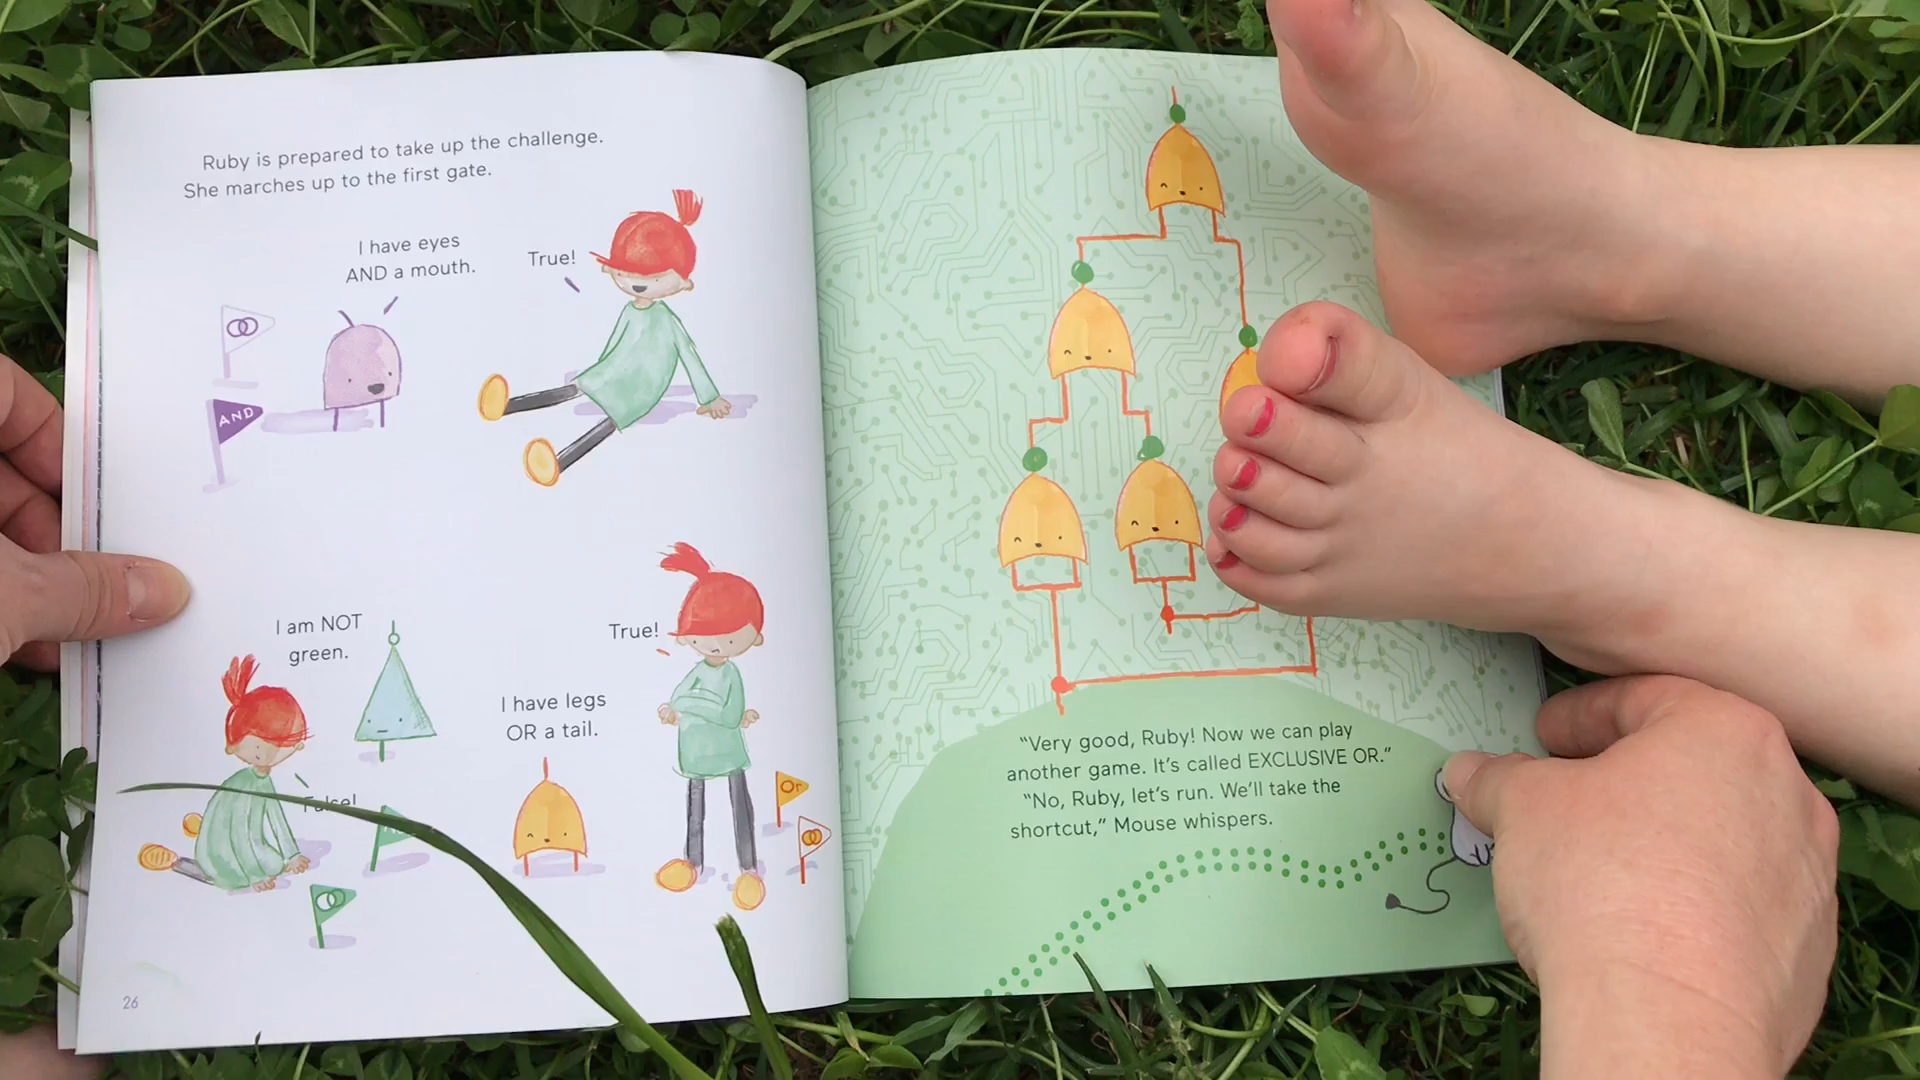 Ruby is prepared to take up the challenge.
She marches up to the first gate.
I have eyes
AND a mouth.
True!
AND
I am NOT
green.
False!
True!
I have legs
OR a tail.
Or
26
“Very good, Ruby! Now we can play
another game. It’s called EXCLUSIVE OR.”
“No, Ruby, let’s run. We’ll take the
shortcut,” Mouse whispers.